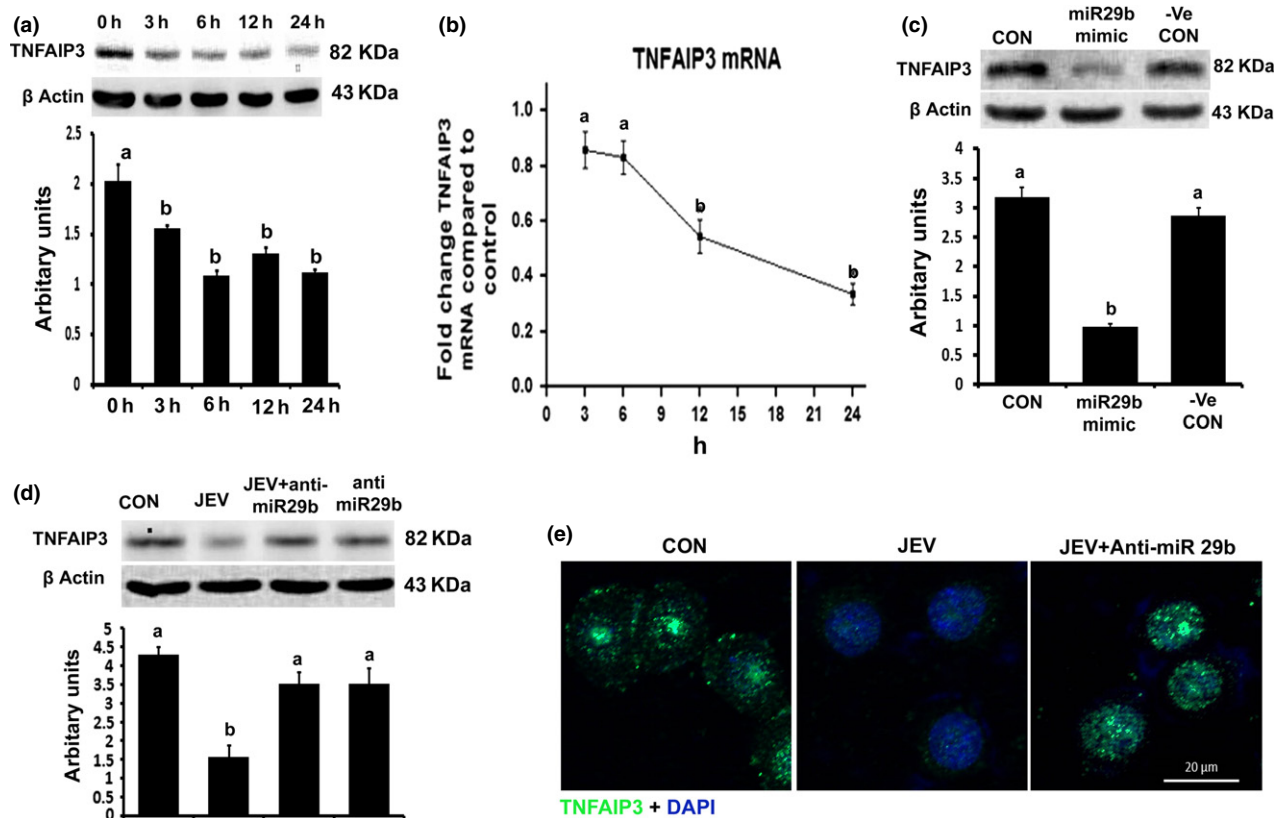 (a)
0 h 3 h 6 h 12 h 24 h
TNFAIP3 82 KDa
β Actin 43 KDa
Arbitary units
2.5
2
1.5
1
0.5
0
a b b b b
0 h 3 h 6 h 12 h 24 h
(b)
TNFAIP3 mRNA
Fold change TNFAIP3
mRNA compared to
control
1.0
0.8
0.6
0.4
0.2
0.0
a a b b
0 3 6 9 12 15 18 21 24
h
(c)
CON miR29b mimic -Ve CON
TNFAIP3 82 KDa
β Actin 43 KDa
Arbitary units
4
3.5
3
2.5
2
1.5
1
0.5
0
a b a
CON miR29b mimic -Ve CON
(d)
CON JEV JEV+anti-miR29b anti miR29b
TNFAIP3 82 KDa
β Actin 43 KDa
Arbitary units
5
4.5
4
3.5
3
2.5
2
1.5
1
0.5
0
a b a a
(e)
CON JEV JEV+Anti-miR 29b
20 µm
TNFAIP3 + DAPI